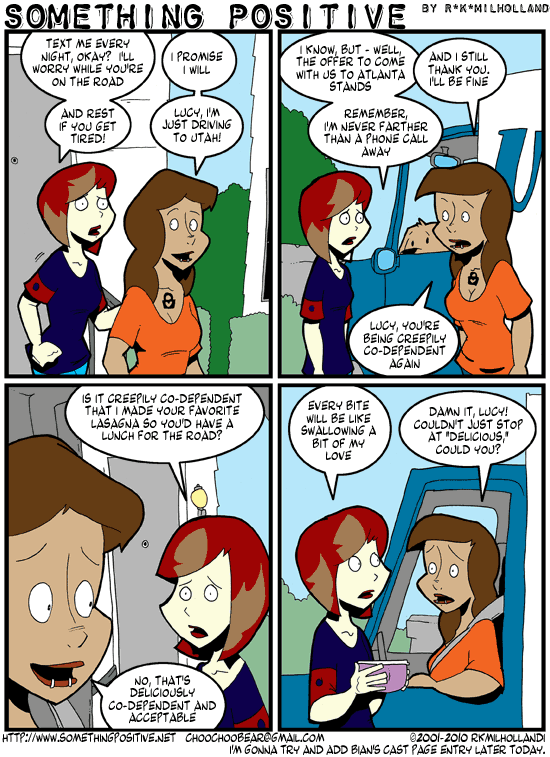 SOMETHING POSITIVE BY R*K*MILHOLLAND
TEXT ME EVERY
NIGHT, OKAY? I'LL
WORRY WHILE YOU'RE
ON THE ROAD
I PROMISE
I WILL
AND REST
IF YOU GET
TIRED!
LUCY, I'M
JUST DRIVING
TO UTAH!
I KNOW, BUT - WELL,
THE OFFER TO COME
WITH US TO ATLANTA
STANDS
AND I STILL
THANK YOU.
I'LL BE FINE
REMEMBER,
I'M NEVER FARTHER
THAN A PHONE CALL
AWAY
LUCY, YOU'RE
BEING CREEPILY
CO-DEPENDENT
AGAIN
IS IT CREEPILY CO-DEPENDENT
THAT I MADE YOUR FAVORITE
LASAGNA SO YOU'D HAVE A
LUNCH FOR THE ROAD?
NO, THAT'S
DELICIOUSLY
CO-DEPENDENT AND
ACCEPTABLE
EVERY BITE
WILL BE LIKE
SWALLOWING A
BIT OF MY
LOVE
DAMN IT, LUCY!
COULDN'T JUST STOP
AT "DELICIOUS,"
COULD YOU?
HTTP://WWW.SOMETHINGPOSITIVE.NET CHOOCHOOBEAR@GMAIL.COM ©2001-2010 RKMILHOLLAND!
I'M GONNA TRY AND ADD BIAN'S CAST PAGE ENTRY LATER TODAY.